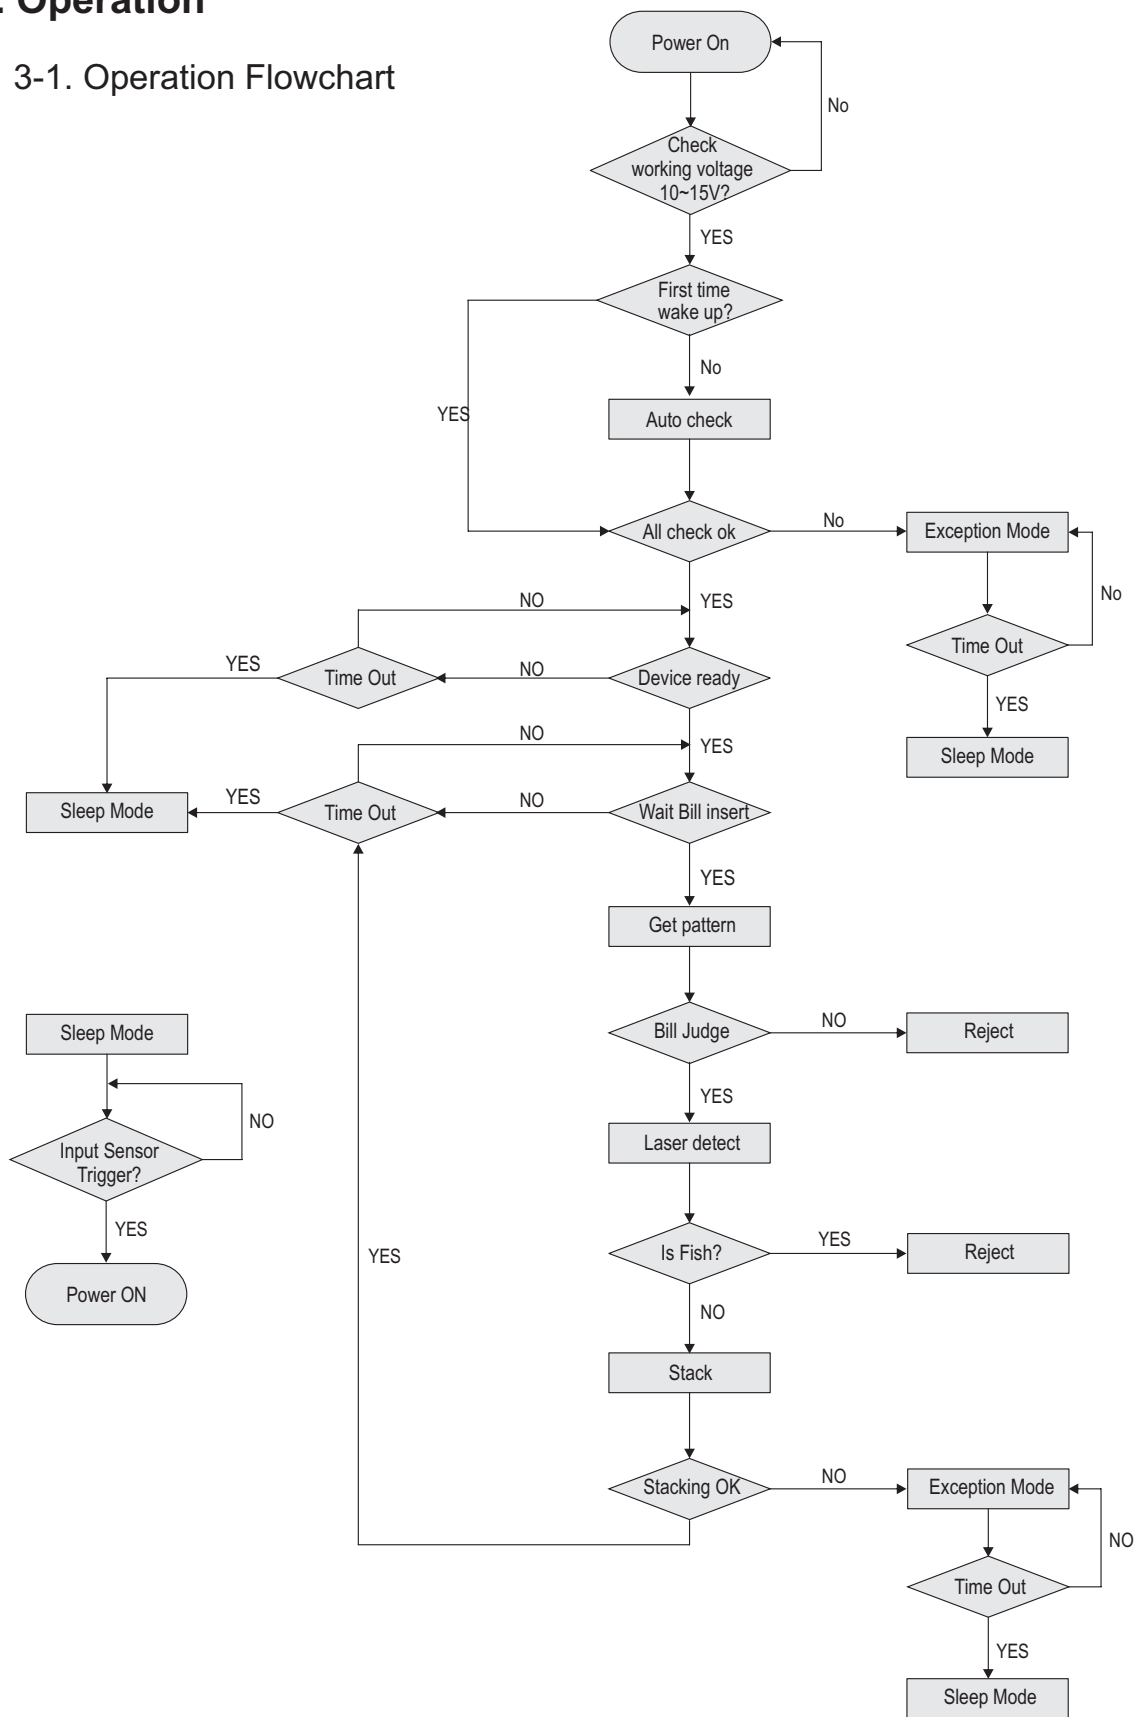 . Operation
3-1. Operation Flowchart
Power On
No
Check
working voltage
10~15V?
YES
First time
wake up?
No
YES
Auto check
All check ok
No
Exception Mode
No
Time Out
YES
Sleep Mode
YES
NO
Device ready
NO
Time Out
YES
YES
NO
Wait Bill insert
NO
Time Out
YES
Sleep Mode
YES
Get pattern
Bill Judge
NO
Reject
YES
Laser detect
Is Fish?
YES
Reject
NO
Stack
Stacking OK
NO
Exception Mode
NO
Time Out
YES
Sleep Mode
YES
Sleep Mode
NO
Input Sensor
Trigger?
YES
Power ON